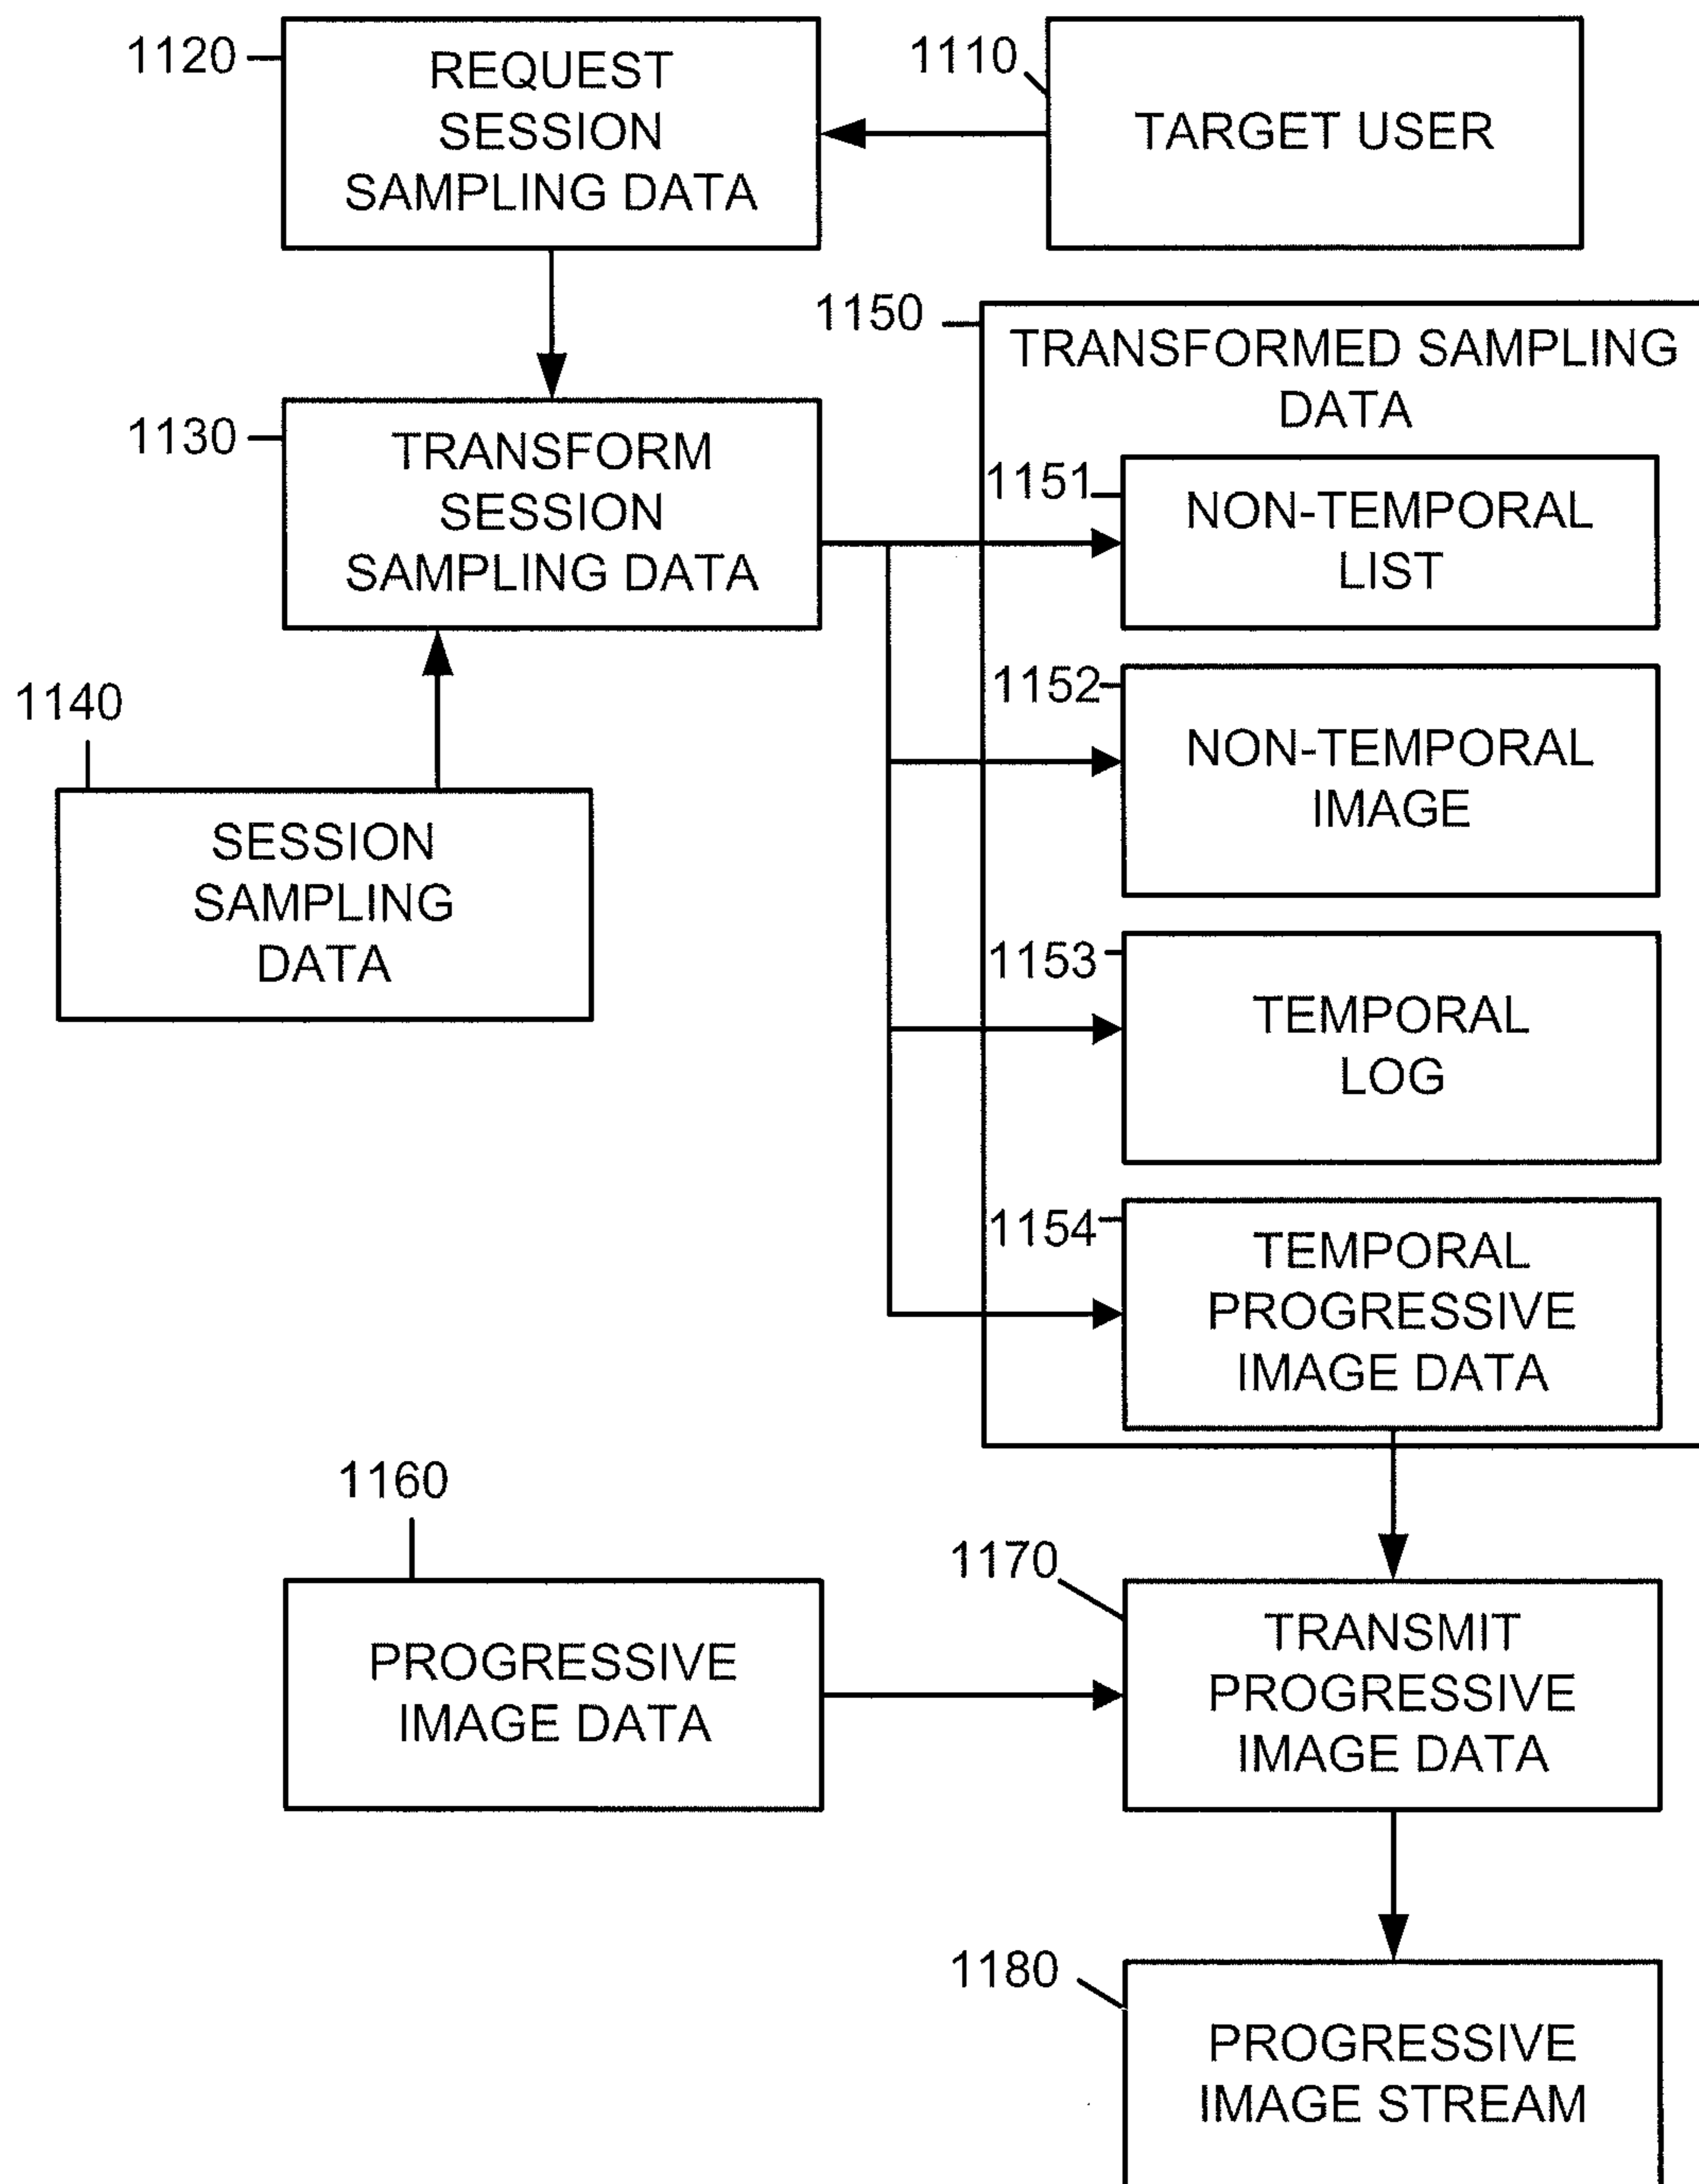 1120
REQUEST
SESSION
SAMPLING DATA
1110
TARGET USER
1130
TRANSFORM
SESSION
SAMPLING DATA
1140
SESSION
SAMPLING
DATA
1150
TRANSFORMED SAMPLING
DATA
1151
NON-TEMPORAL
LIST
1152
NON-TEMPORAL
IMAGE
1153
TEMPORAL
LOG
1154
TEMPORAL
PROGRESSIVE
IMAGE DATA
1160
PROGRESSIVE
IMAGE DATA
1170
TRANSMIT
PROGRESSIVE
IMAGE DATA
1180
PROGRESSIVE
IMAGE STREAM